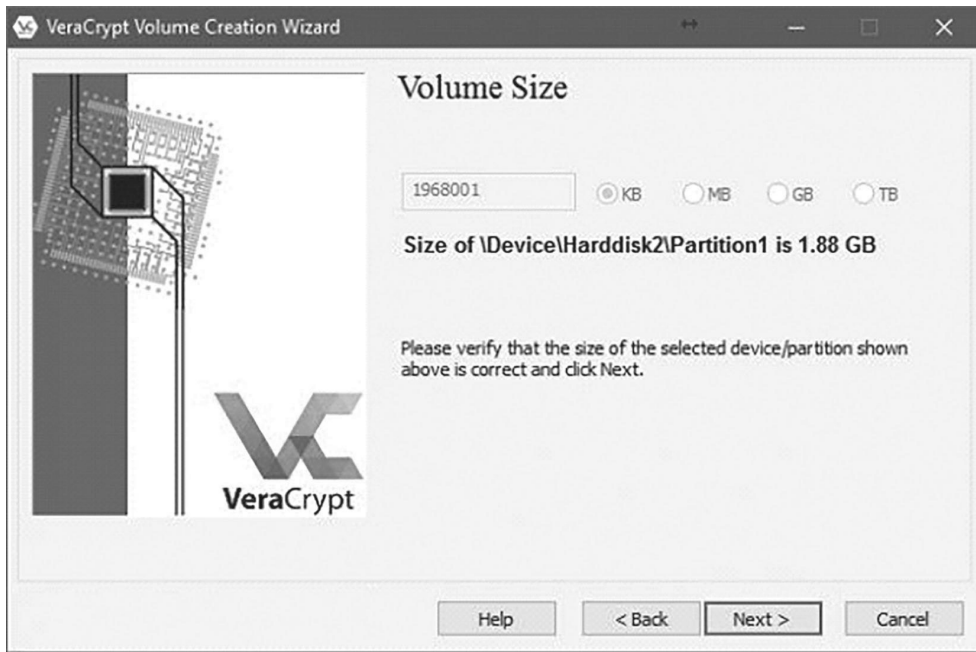 VeraCrypt Volume Creation Wizard
Volume Size
1968001 KB MB GB TB
Size of \Device\Harddisk2\Partition1 is 1.88 GB
Please verify that the size of the selected device/partition shown
above is correct and click Next.
VeraCrypt
Help < Back Next > Cancel